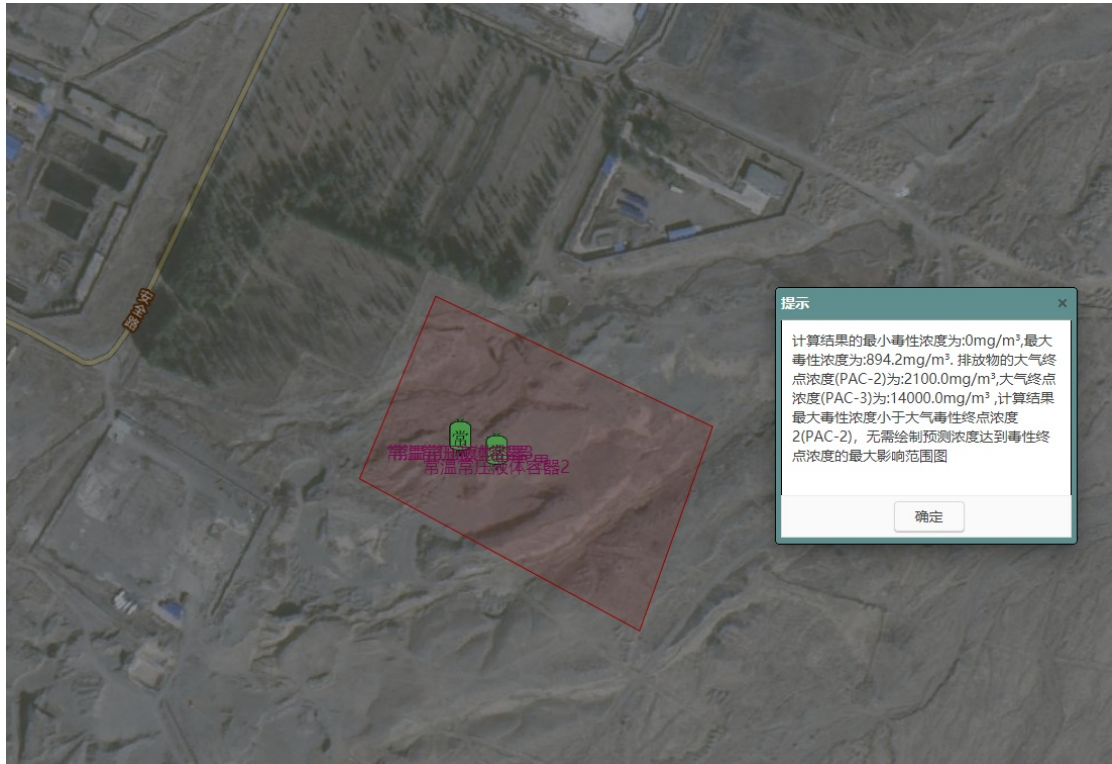 安全路
提示
计算结果的最小毒性浓度为:0mg/m³,最大
毒性浓度为:894.2mg/m³. 排放物的大气终
点浓度(PAC-2)为:2100.0mg/m³,大气终点
浓度(PAC-3)为:14000.0mg/m³ ,计算结果
最大毒性浓度小于大气毒性终点浓度
2(PAC-2)，无需绘制预测浓度达到毒性终
点浓度的最大影响范围图
确定
常
常温常压液体容器2